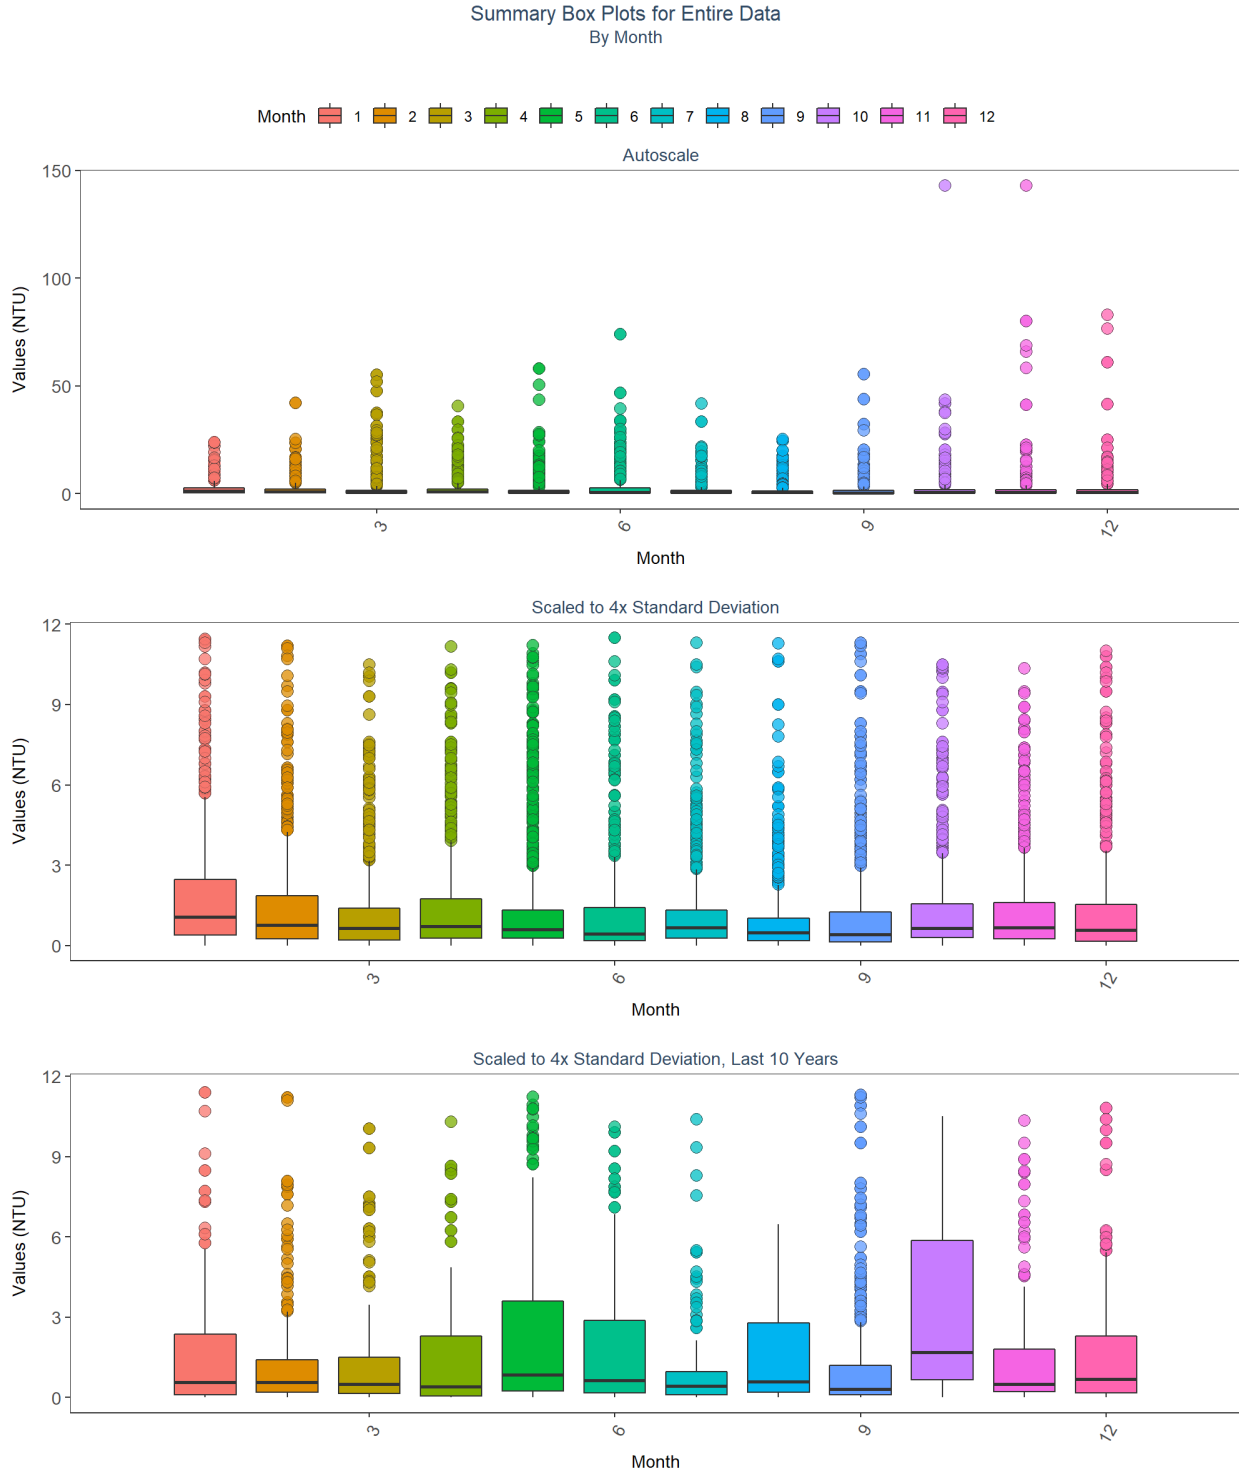 Summary Box Plots for Entire Data
By Month
Month 1 2 3 4 5 6 7 8 9 10 11 12
Autoscale
150
100
50
0
Values (NTU)
3 6 9 12
Month
Scaled to 4x Standard Deviation
12
9
6
3
0
Values (NTU)
3 6 9 12
Month
Scaled to 4x Standard Deviation, Last 10 Years
12
9
6
3
0
Values (NTU)
3 6 9 12
Month